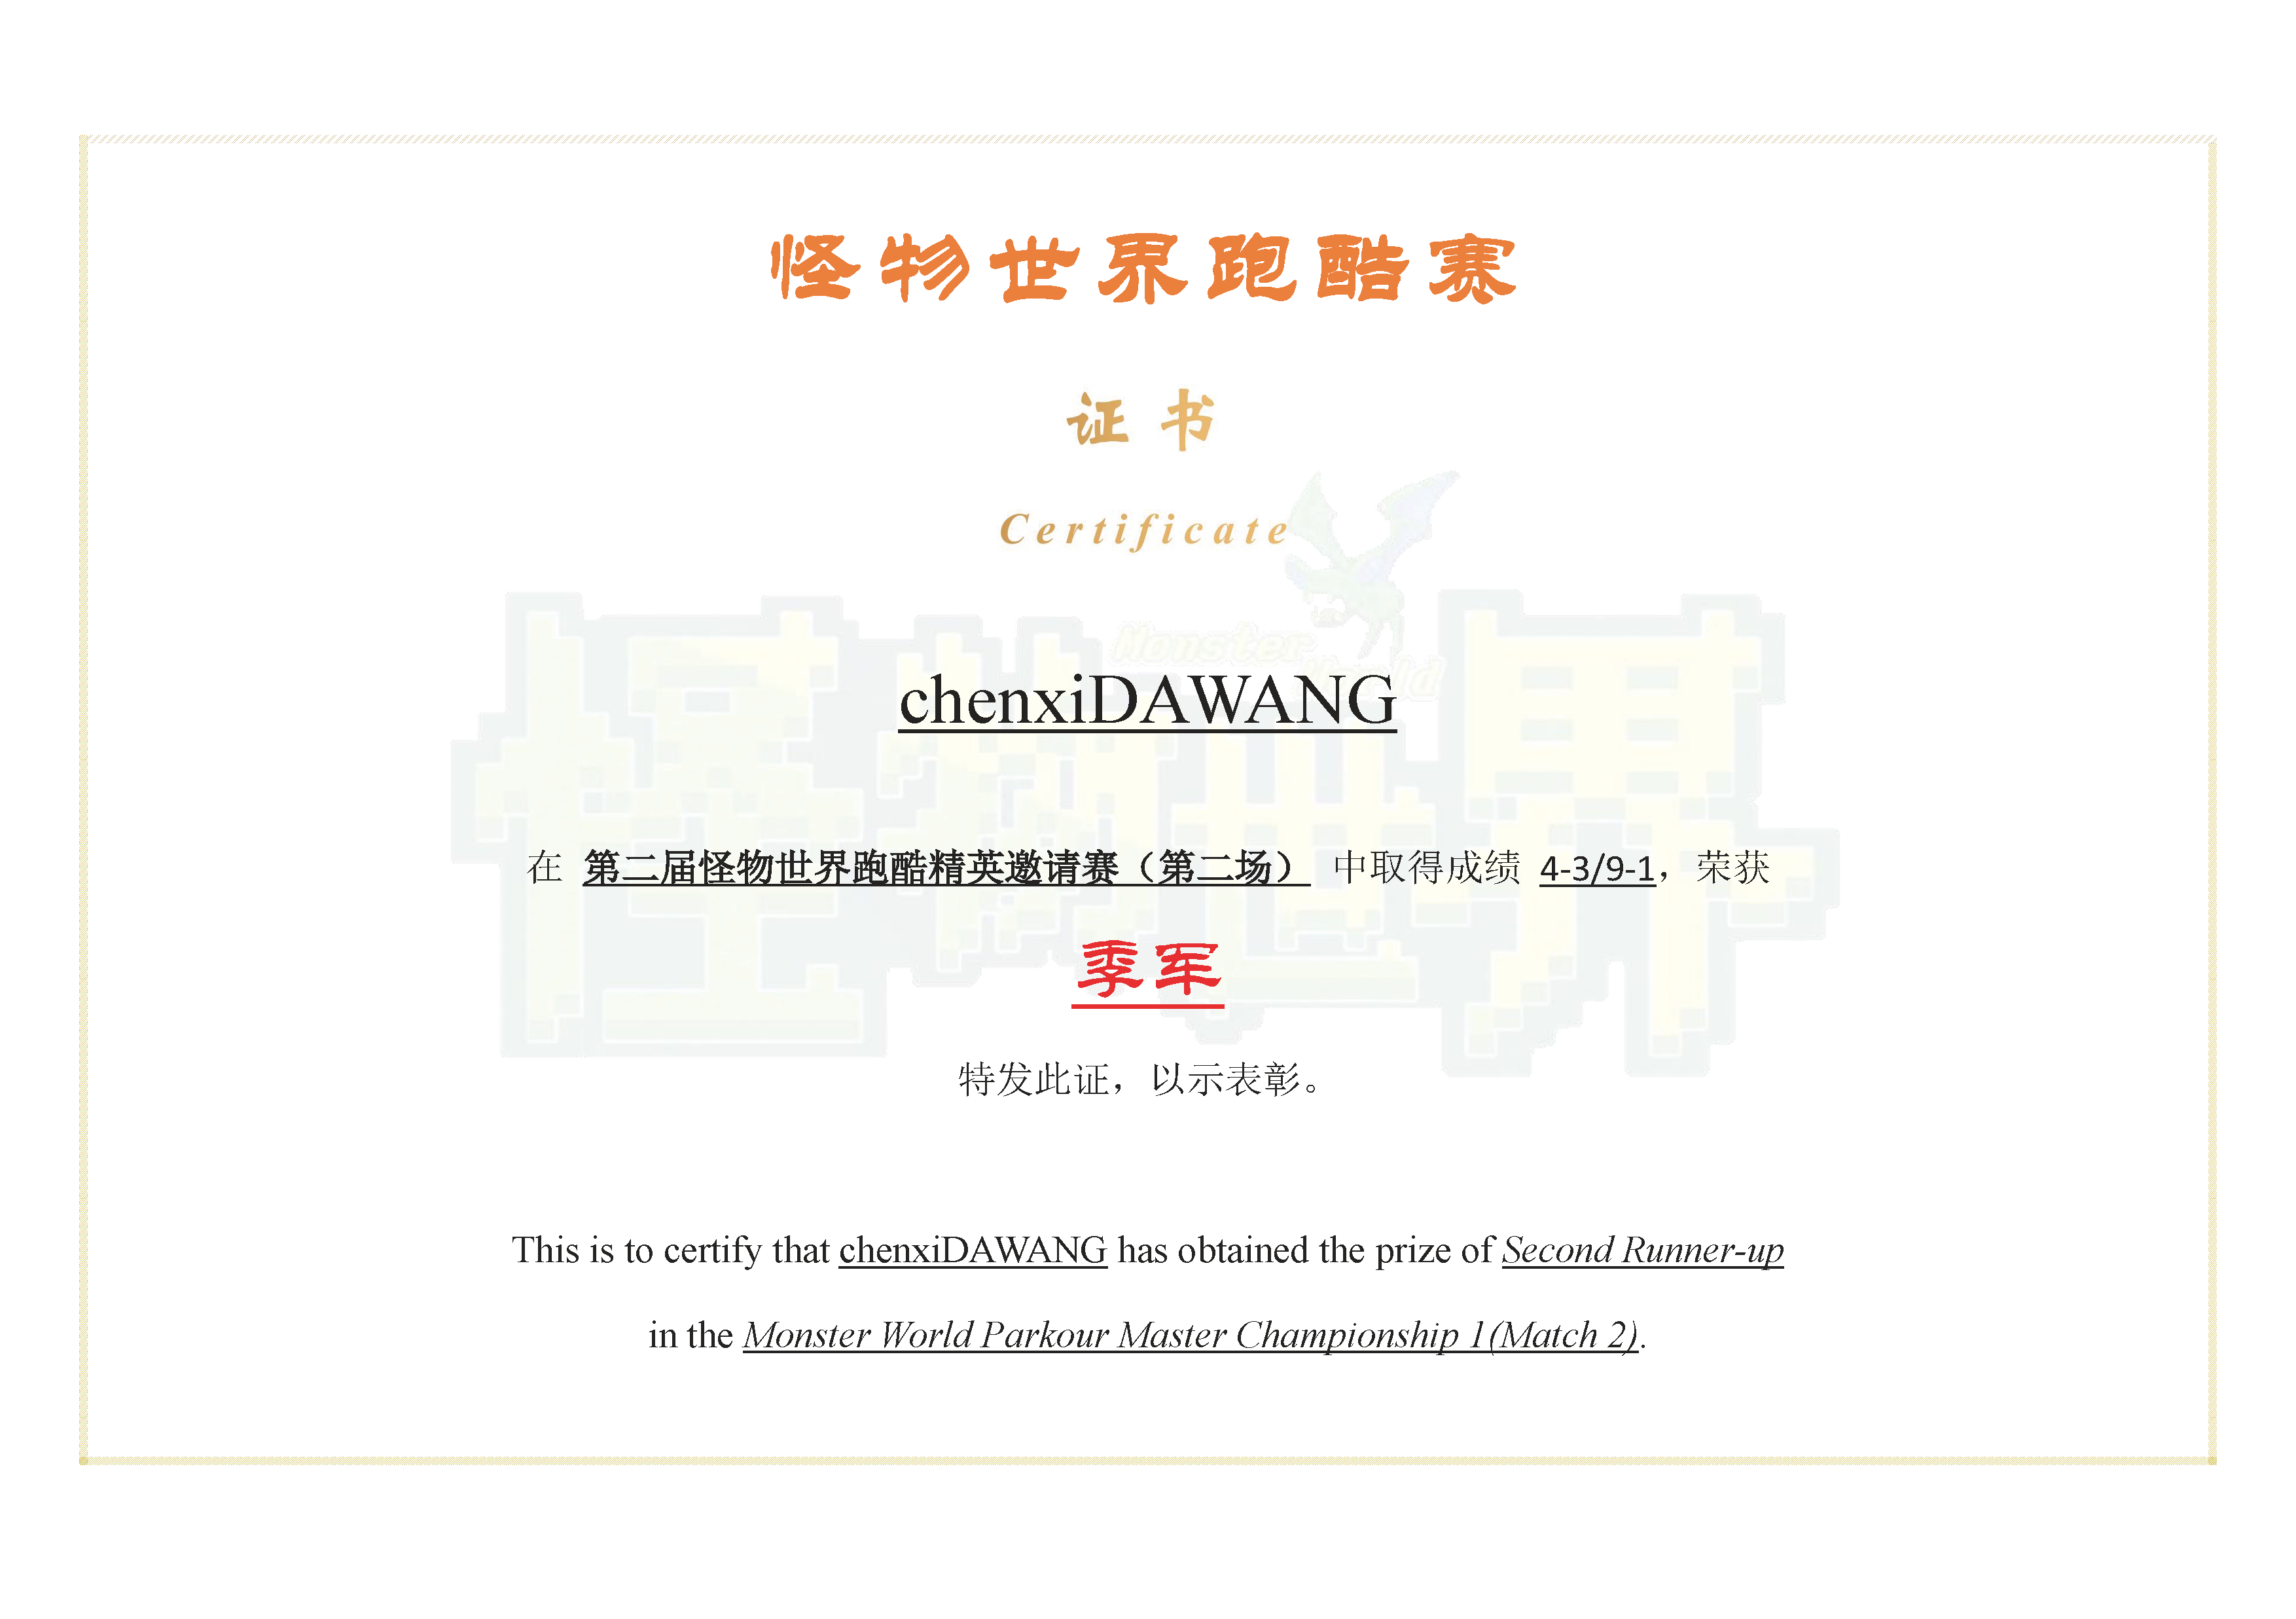 怪物世界跑酷赛
证书
Certificate
Monster
World
怪物世界
chenxiDAWANG
在 第二届怪物世界跑酷精英邀请赛（第二场） 中取得成绩 4-3/9-1，荣获
季军
特发此证，以示表彰。
This is to certify that chenxiDAWANG has obtained the prize of Second Runner-up
in the Monster World Parkour Master Championship 1(Match 2).